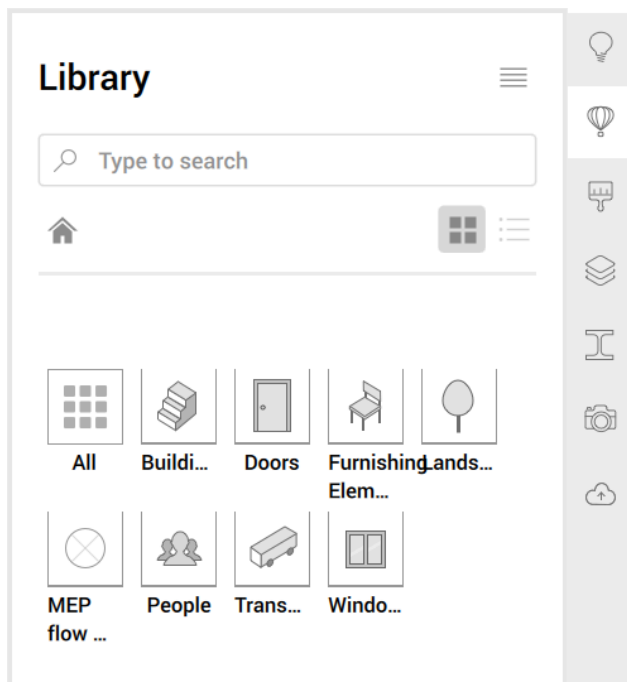 Library
Type to search
All
Buildi...
Doors
Furnishing
Elem...
Lands...
MEP
flow ...
People
Trans...
Windo...